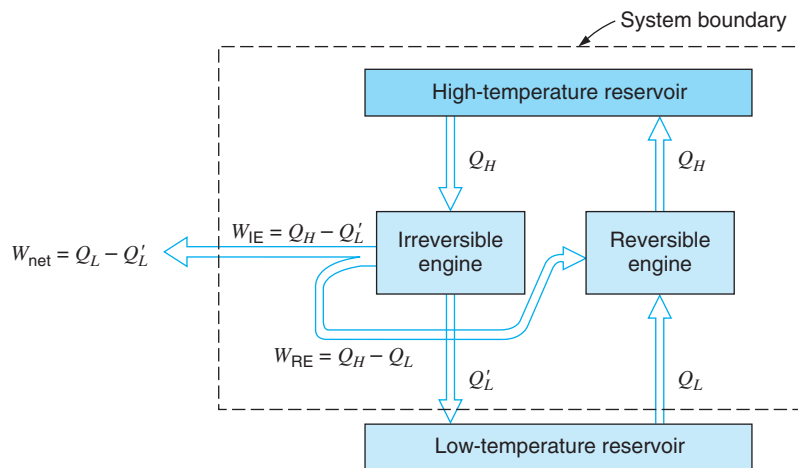 System boundary
High-temperature reservoir
Q_H
Q_H
W_IE = Q_H − Q′_L
W_net = Q_L − Q′_L
Irreversible
engine
Reversible
engine
W_RE = Q_H − Q_L
Q′_L
Q_L
Low-temperature reservoir